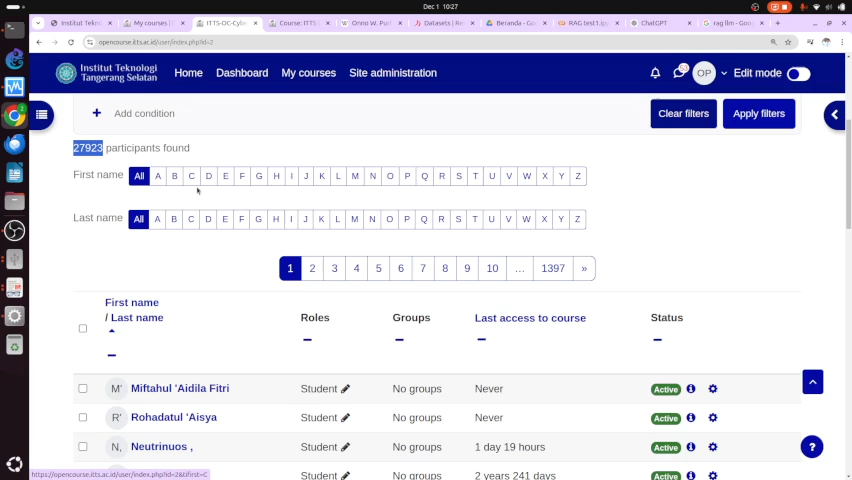 Dec 1 10:27
Institut Tekno
My courses |
ITTS-OC-Cybe
Course: ITTS |
Onno W. Pur
Datasets | Re
Beranda - Goo
RAG test1.ipy
ChatGPT
rag llm - Goo
opencourse.itts.ac.id/user/index.php?id=2
Institut Teknologi
Tangerang Selatan
Home Dashboard My courses Site administration
OP
Edit mode
+ Add condition
Clear filters Apply filters
27923 participants found
First name All A B C D E F G H I J K L M N O P Q R S T U V W X Y Z
Last name All A B C D E F G H I J K L M N O P Q R S T U V W X Y Z
1 2 3 4 5 6 7 8 9 10 … 1397 »
First name
/ Last name
Roles Groups Last access to course Status
M' Miftahul 'Aidila Fitri Student No groups Never Active
R' Rohadatul 'Aisya Student No groups Never Active
N, Neutrinuos , Student No groups 1 day 19 hours Active
Student No groups 2 years 241 days Active
https://opencourse.itts.ac.id/user/index.php?id=2&tifirst=C